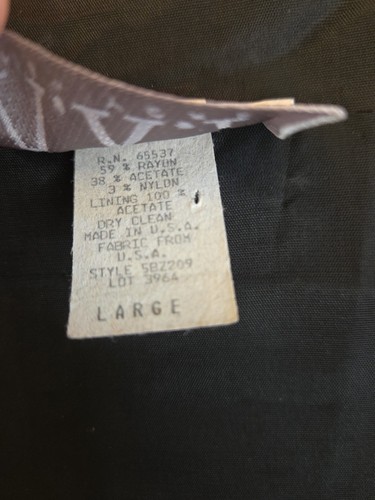 R.N. 65537
59 % RAYON
38 % ACETATE
3 % NYLON
LINING 100 %
ACETATE
DRY CLEAN
MADE IN U.S.A.
FABRIC FROM
U.S.A.
STYLE 5BZ209
LOT 3964
LARGE